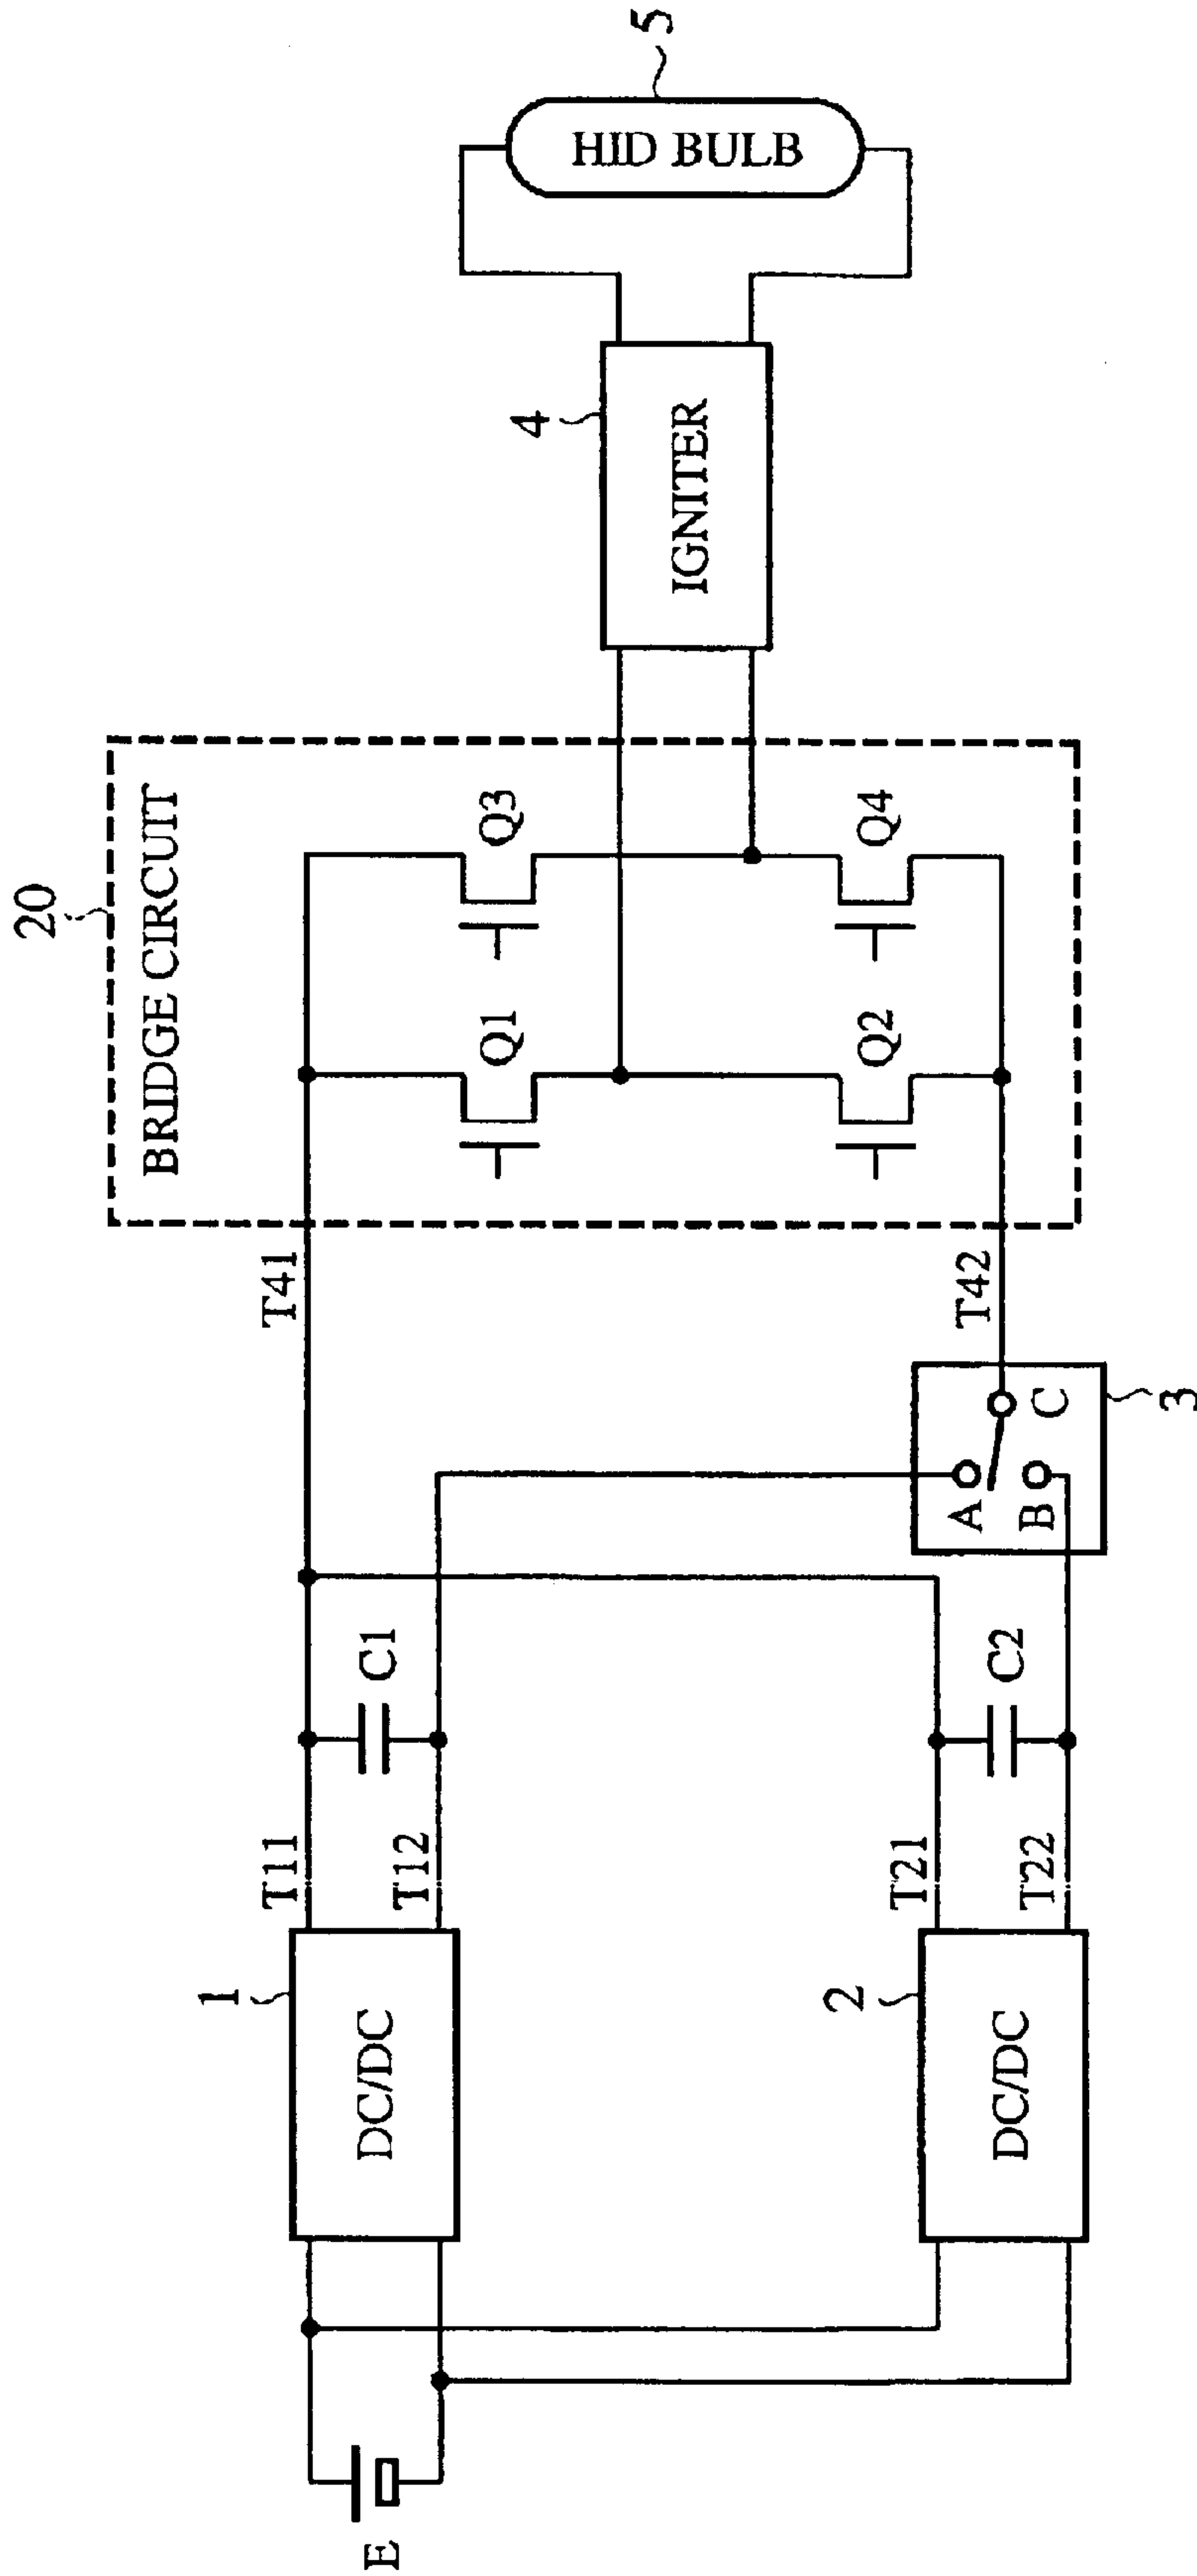 20
BRIDGE CIRCUIT
T41
Q1
Q3
Q2
Q4
T42
4
IGNITER
5
HID BULB
1
DC/DC
T11
T12
C1
2
DC/DC
T21
T22
C2
A
B
C
3
E